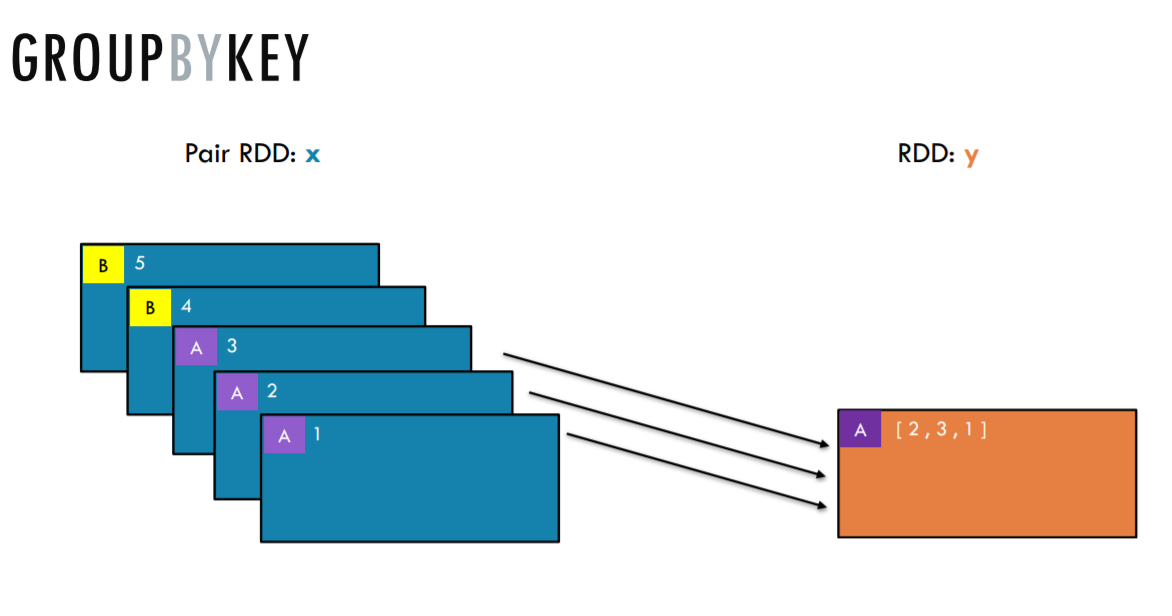 GROUPBYKEY
Pair RDD: x
RDD: y
B 5
B 4
A 3
A 2
A 1
A [2,3,1]